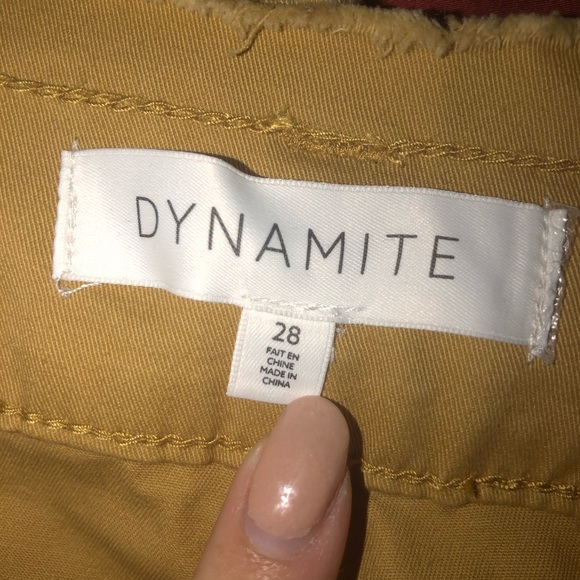 DYNAMITE
28
FAIT EN
CHINE
MADE IN
CHINA